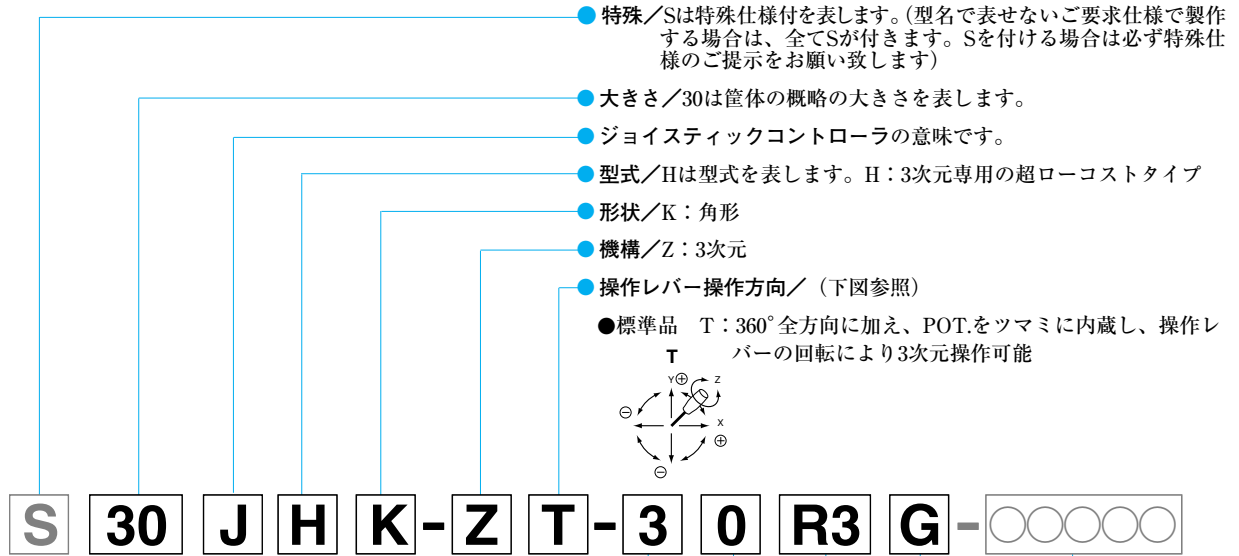 ● 特殊／Sは特殊仕様付を表します。(型名で表せないご要求仕様で製作
する場合は、全てSが付きます。Sを付ける場合は必ず特殊仕
様のご提示をお願い致します)
● 大きさ／30は筐体の概略の大きさを表します。
● ジョイスティックコントローラの意味です。
● 型式／Hは型式を表します。H：3次元専用の超ローコストタイプ
● 形状／K：角形
● 機構／Z：3次元
● 操作レバー操作方向／（下図参照）
●標準品　T：360°全方向に加え、POT.をツマミに内蔵し、操作レ
バーの回転により3次元操作可能
T
Y⊕ Z
⊖
X
⊕
⊖
S 30 J H K-Z T-3 0 R3 G-○○○○○